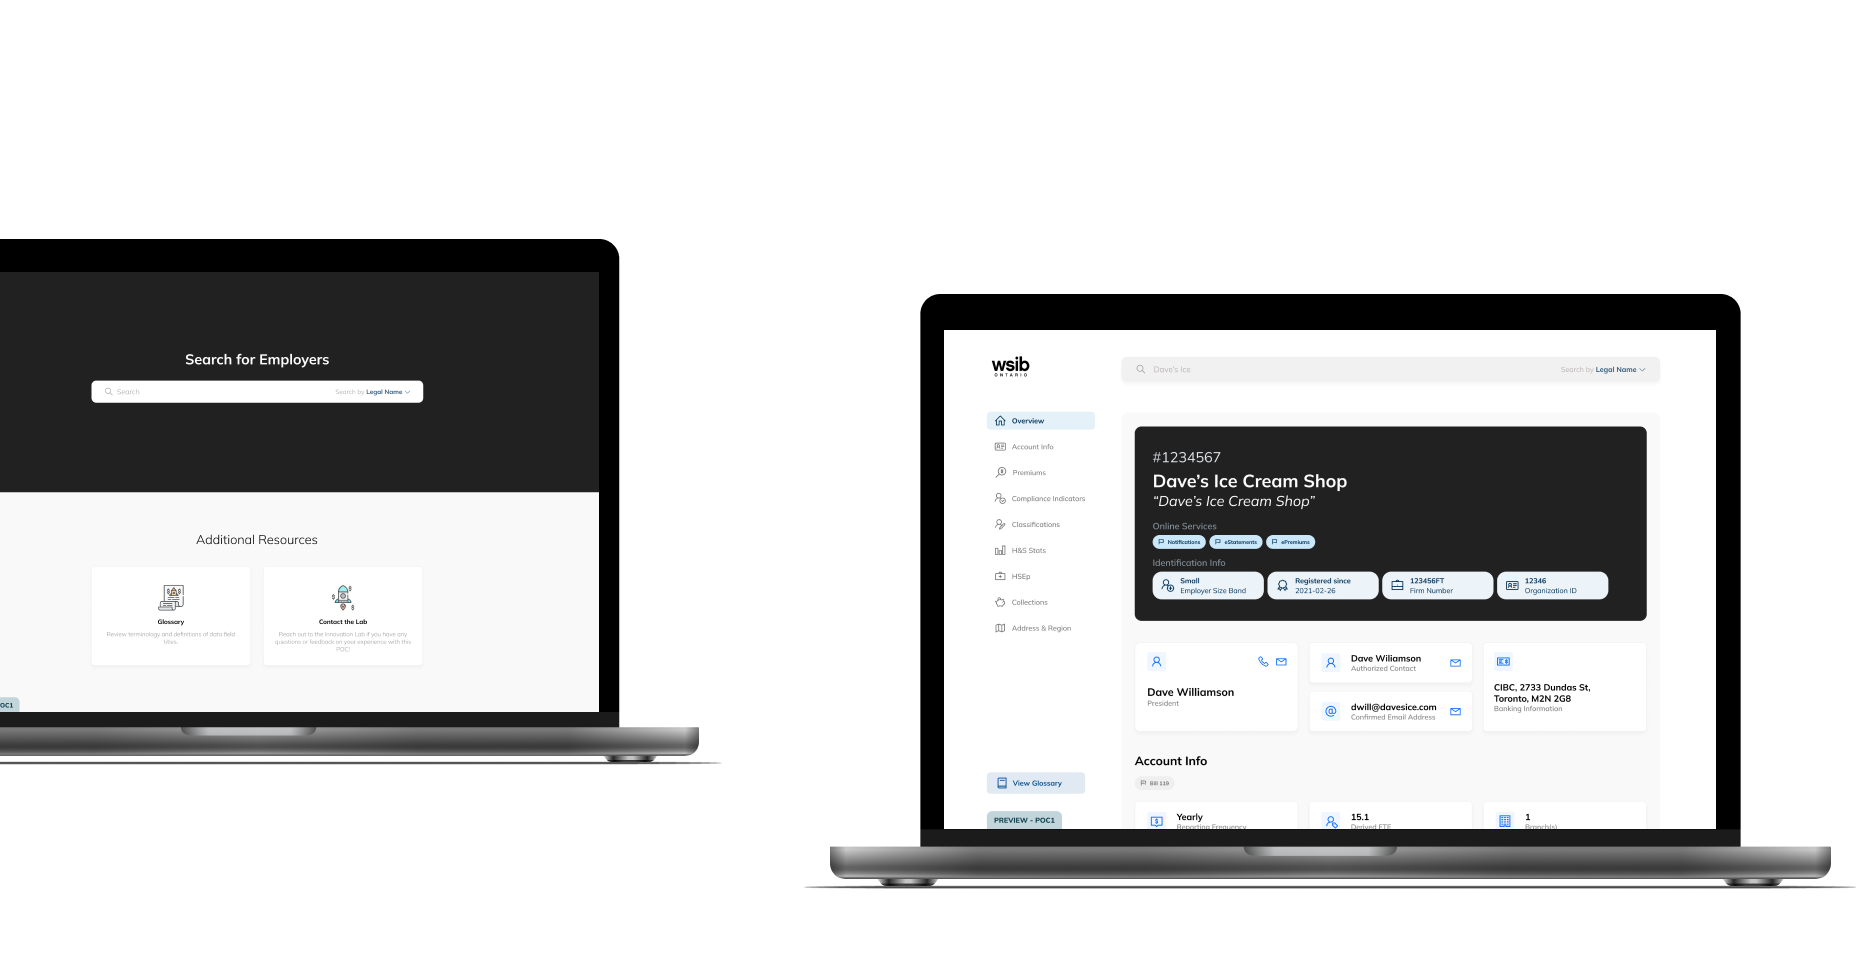 Search for Employers
Search
Search by Legal Name
Additional Resources
Glossary
Review terminology and definitions of data field
titles.
Contact the Lab
Reach out to the Innovation Lab if you have any
questions or feedback on your experience with this
POC!
OC1
wsib
ONTARIO
Dave's Ice
Search by Legal Name
Overview
Account Info
Premiums
Compliance Indicators
Classifications
H&S Stats
HSEp
Collections
Address & Region
View Glossary
PREVIEW - POC1
#1234567
Dave's Ice Cream Shop
“Dave's Ice Cream Shop”
Online Services
Notifications
eStatements
ePremiums
Identification Info
Small
Employer Size Band
Registered since
2021-02-26
123456FT
Firm Number
12346
Organization ID
Dave Williamson
President
Dave Wiliamson
Authorized Contact
dwill@davesice.com
Confirmed Email Address
CIBC, 2733 Dundas St,
Toronto, M2N 2G8
Banking Information
Account Info
Bill 119
Yearly
Reporting Frequency
15.1
Derived FTE
1
Branch(s)